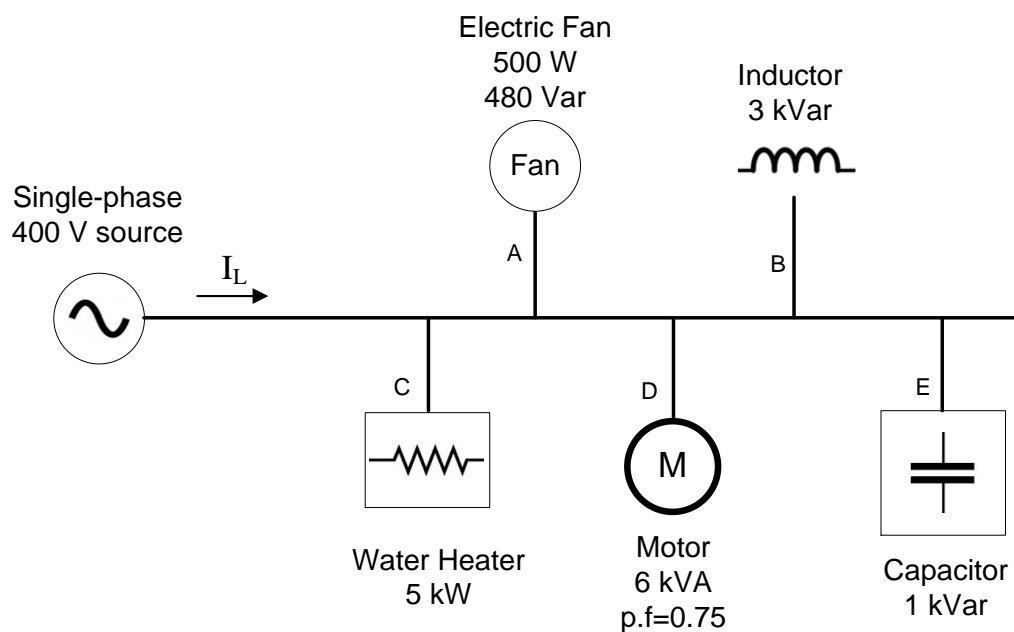 Electric Fan
500 W
480 Var
Fan
Inductor
3 kVar
Single-phase
400 V source
I_L
A
B
C
D
E
M
Water Heater
5 kW
Motor
6 kVA
p.f=0.75
Capacitor
1 kVar